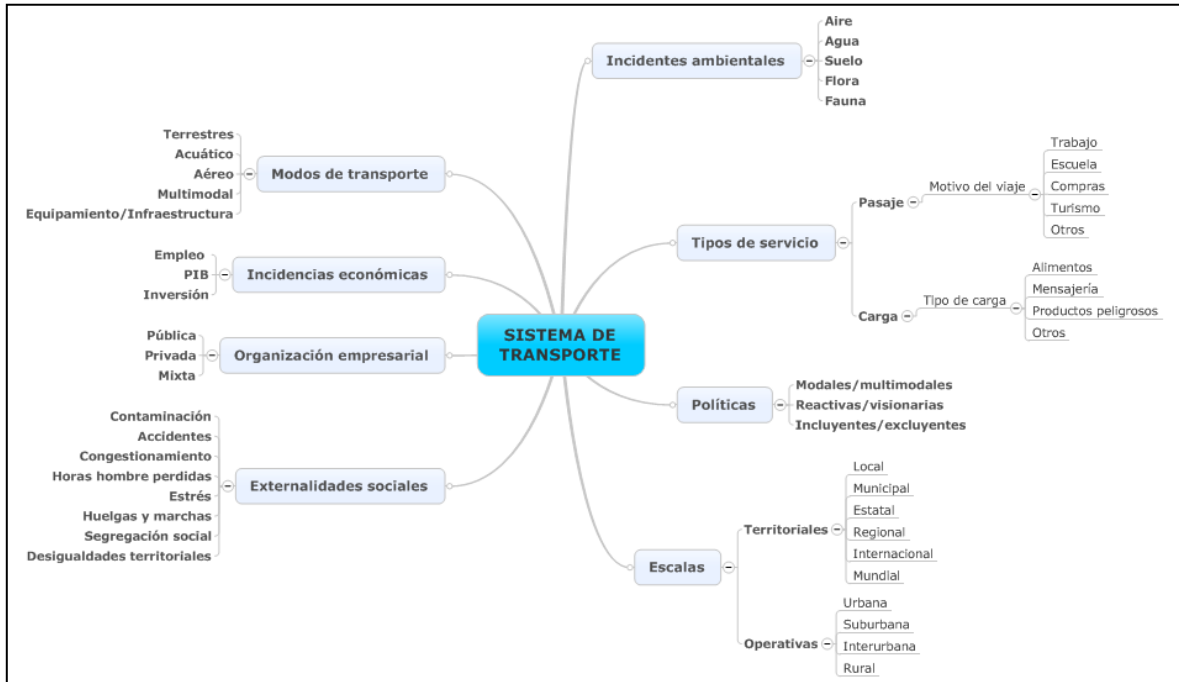 SISTEMA DE
TRANSPORTE
Incidentes ambientales
Aire
Agua
Suelo
Flora
Fauna
Tipos de servicio
Pasaje
Motivo del viaje
Trabajo
Escuela
Compras
Turismo
Otros
Carga
Tipo de carga
Alimentos
Mensajería
Productos peligrosos
Otros
Políticas
Modales/multimodales
Reactivas/visionarias
Incluyentes/excluyentes
Escalas
Territoriales
Local
Municipal
Estatal
Regional
Internacional
Mundial
Operativas
Urbana
Suburbana
Interurbana
Rural
Modos de transporte
Terrestres
Acuático
Aéreo
Multimodal
Equipamiento/Infraestructura
Incidencias económicas
Empleo
PIB
Inversión
Organización empresarial
Pública
Privada
Mixta
Externalidades sociales
Contaminación
Accidentes
Congestionamiento
Horas hombre perdidas
Estrés
Huelgas y marchas
Segregación social
Desigualdades territoriales